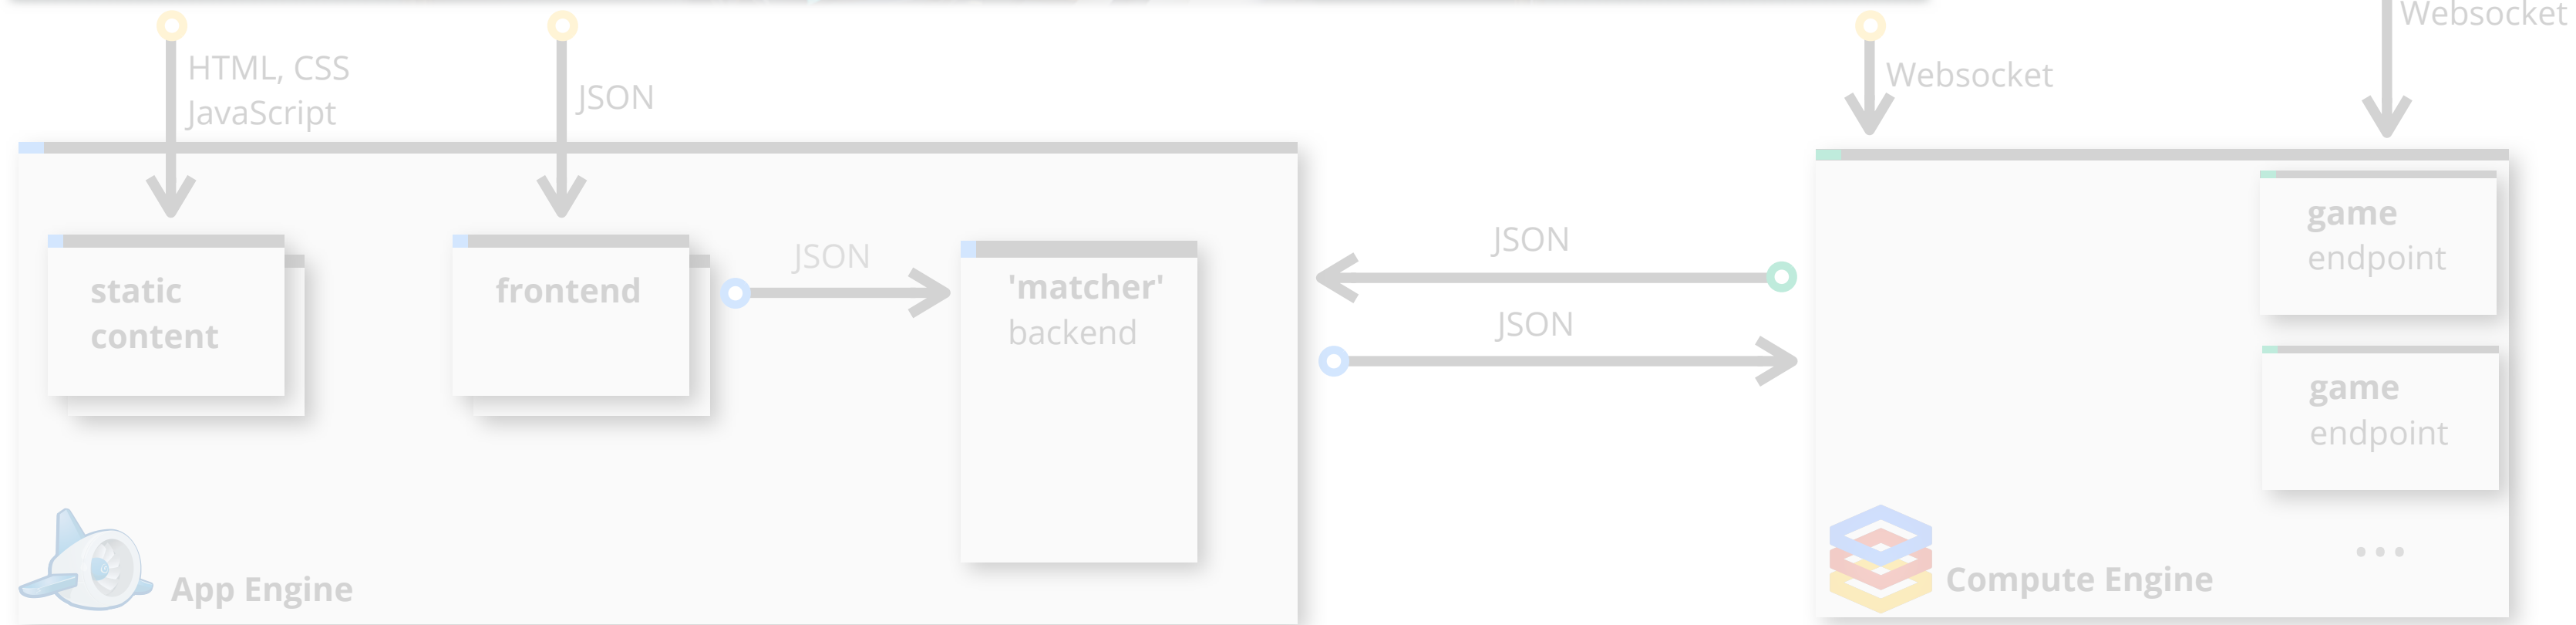 Websocket
HTML, CSS
JavaScript
JSON
Websocket
static
content
frontend
JSON
'matcher'
backend
JSON
JSON
game
endpoint
game
endpoint
...
App Engine
Compute Engine